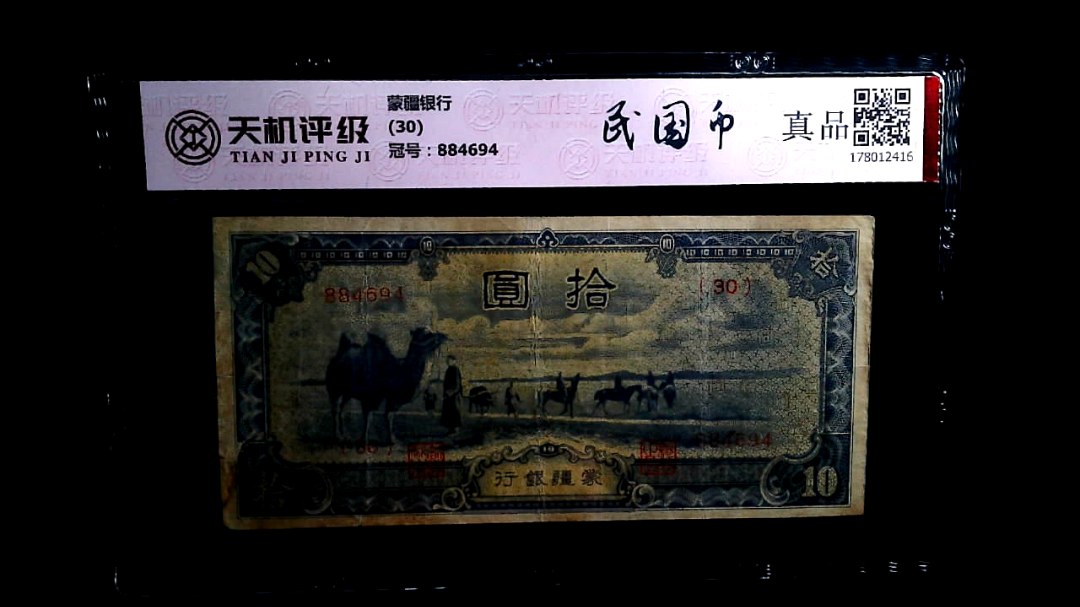 天机评级
TIAN JI PING JI
蒙疆银行
(30)
冠号：884694
民国币
真品
178012416
10
拾
884694
圓拾
(30)
884694
行銀疆蒙
10